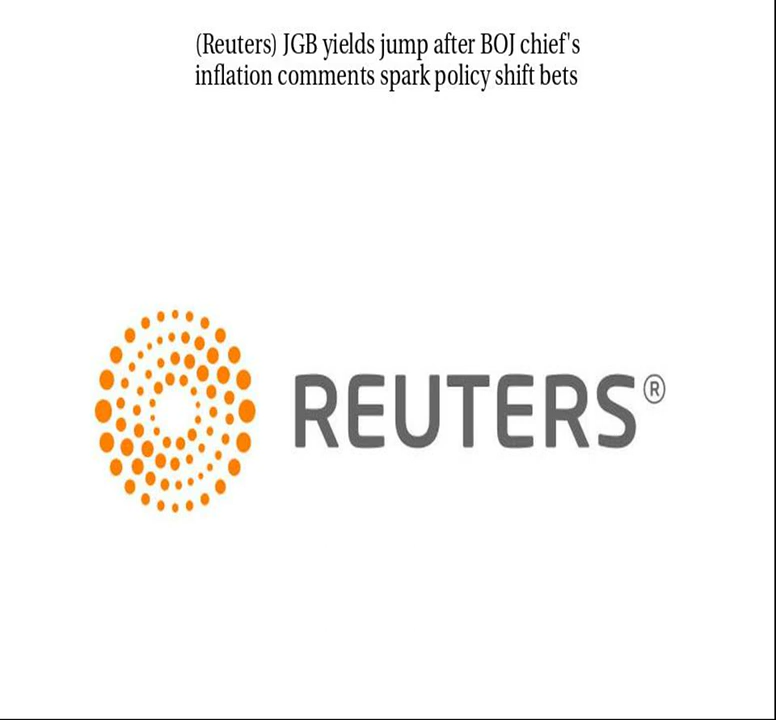 (Reuters) JGB yields jump after BOJ chief's
inflation comments spark policy shift bets
REUTERS®